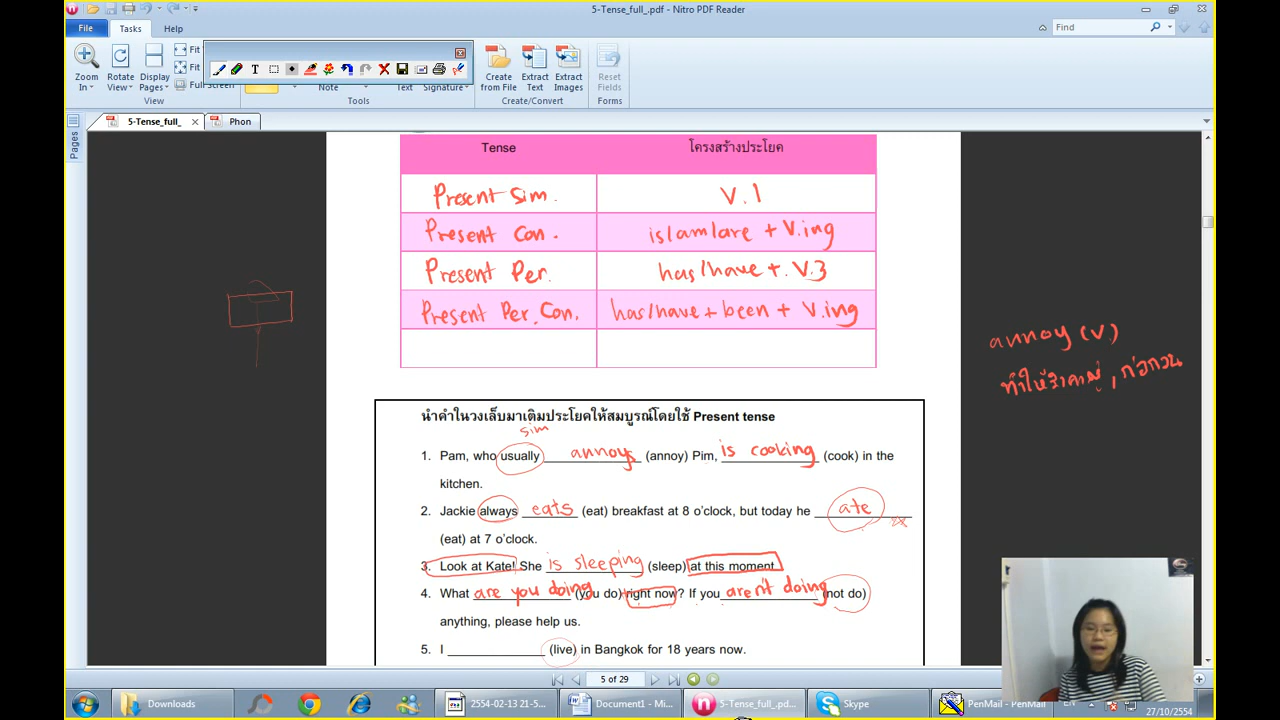 5-Tense_full_.pdf - Nitro PDF Reader
File Tasks Help
Find
Zoom In Rotate View Display Pages Fit Fit Full Screen
Note Text Signature
Create from File Extract Text Extract Images Reset Fields
View Tools Create/Convert Forms
5-Tense_full_ Phon
Pages
Tense โครงสร้างประโยค
Present Sim. V.1
Present Con. is/am/are + V.ing
Present Per. has/have + V.3
Present Per. Con. has/have + been + V.ing
annoy (v.)
ทำให้รำคาญ, ก่อกวน
นำคำในวงเล็บมาเติมประโยคให้สมบูรณ์โดยใช้ Present tense
sim
1. Pam, who usually annoys (annoy) Pim, is cooking (cook) in the
kitchen.
2. Jackie always eats (eat) breakfast at 8 o'clock, but today he ate
(eat) at 7 o'clock.
3. Look at Kate! She is sleeping (sleep) at this moment.
4. What are you doing (you do) right now? If you aren't doing (not do)
anything, please help us.
5. I (live) in Bangkok for 18 years now.
5 of 29
Downloads 2554-02-13 21-5... Document1 - Mi... 5-Tense_full_.pd... Skype PenMail - PenMail EN
27/10/2554